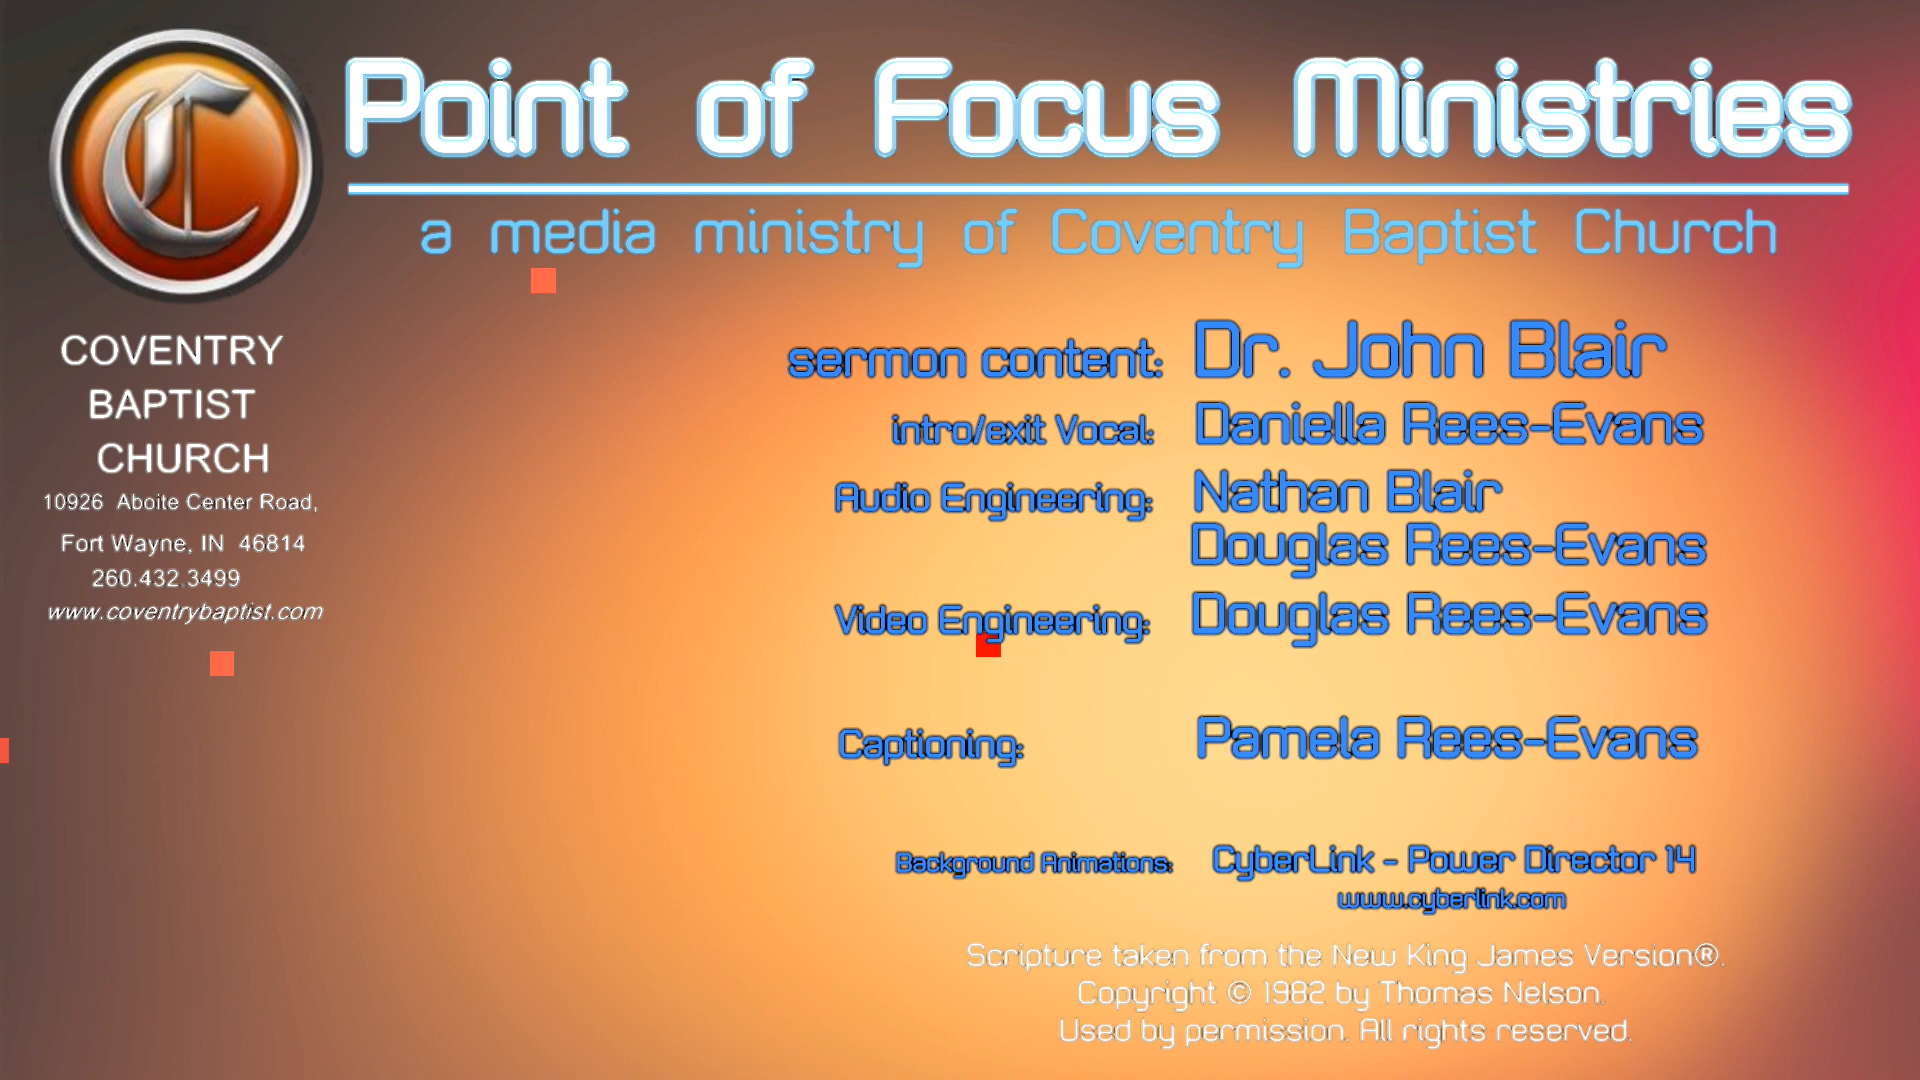 C
Point of Focus Ministries
a media ministry of Coventry Baptist Church
COVENTRY
BAPTIST
CHURCH
10926 Aboite Center Road,
Fort Wayne, IN 46814
260.432.3499
www.coventrybaptist.com
sermon content: Dr. John Blair
intro/exit Vocal: Daniella Rees-Evans
Audio Engineering: Nathan Blair
Douglas Rees-Evans
Video Engineering: Douglas Rees-Evans
Captioning: Pamela Rees-Evans
Background Animations: CyberLink - Power Director 14
www.cyberlink.com
Scripture taken from the New King James Version®.
Copyright © 1982 by Thomas Nelson.
Used by permission. All rights reserved.